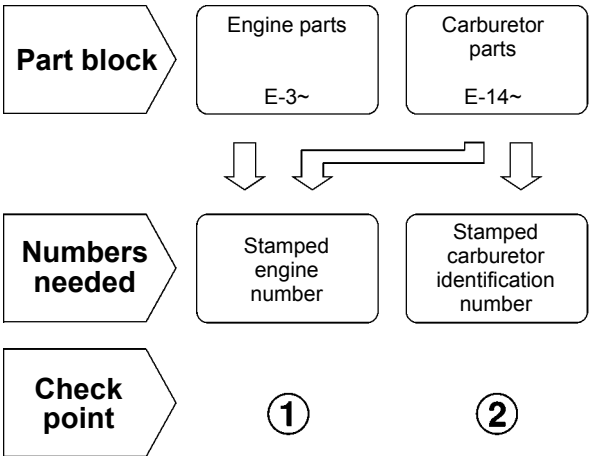 Part block
Engine parts
E-3~
Carburetor
parts
E-14~
Numbers
needed
Stamped
engine
number
Stamped
carburetor
identification
number
Check
point
①
②